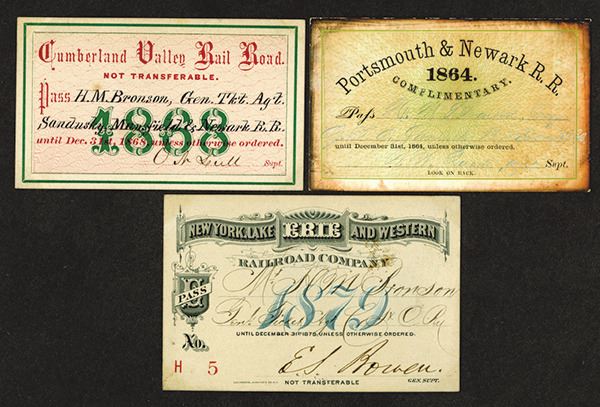 Cumberland Valley Rail Road.
NOT TRANSFERABLE.
Pass H. M. Bronson, Gen. Tkt. Agt.
Sandusky Mansfield & Newark R. R.
1868
until Dec. 31st, 1868, unless otherwise ordered.
Supt.
Portsmouth & Newark R. R.
1864.
COMPLIMENTARY.
Pass
until December 31st, 1864, unless otherwise ordered.
Supt.
LOOK ON BACK.
NEW YORK, LAKE ERIE AND WESTERN
RAILROAD COMPANY
PASS
E
Bronson
1879
UNTIL DECEMBER 31ST 1879, UNLESS OTHERWISE ORDERED.
No.
H 5
E. S. Bowen.
NOT TRANSFERABLE
GEN. SUPT.